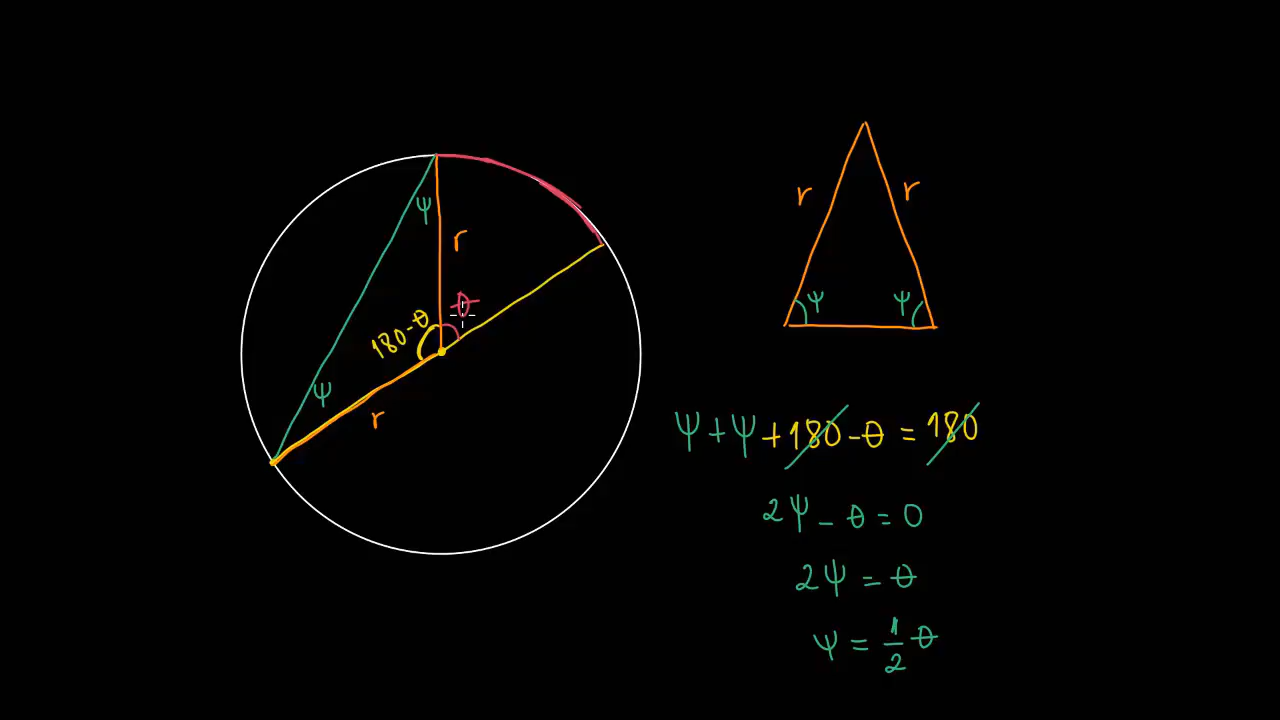 ψ
r
θ
180-θ
ψ
r
r
r
ψ
ψ
ψ+ψ+180-θ=180
2ψ-θ=0
2ψ=θ
ψ=1/2 θ